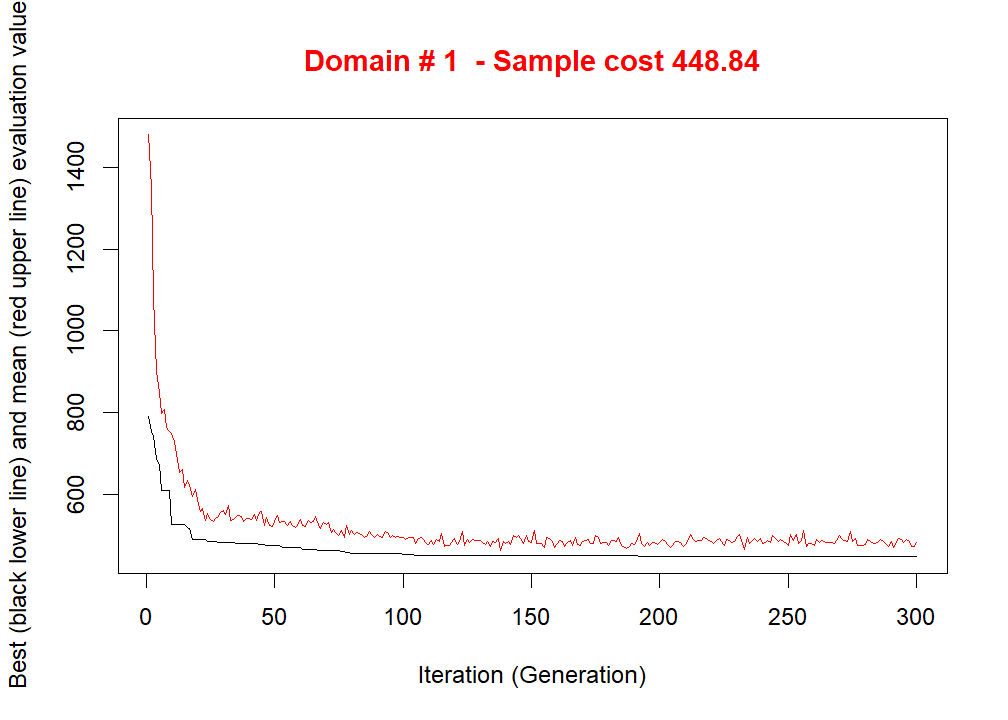 Domain # 1  - Sample cost 448.84
Best (black lower line) and mean (red upper line) evaluation value
1400
1200
1000
800
600
0 50 100 150 200 250 300
Iteration (Generation)